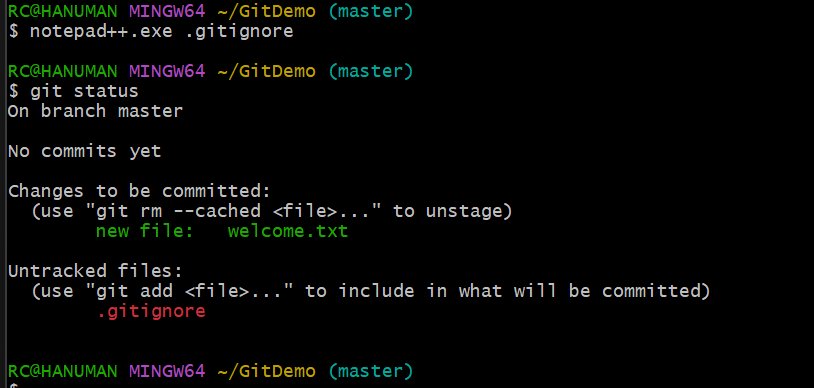 RC@HANUMAN MINGW64 ~/GitDemo (master)
$ notepad++.exe .gitignore
RC@HANUMAN MINGW64 ~/GitDemo (master)
$ git status
On branch master
No commits yet
Changes to be committed:
(use "git rm --cached <file>..." to unstage)
new file:   welcome.txt
Untracked files:
(use "git add <file>..." to include in what will be committed)
.gitignore
RC@HANUMAN MINGW64 ~/GitDemo (master)
$